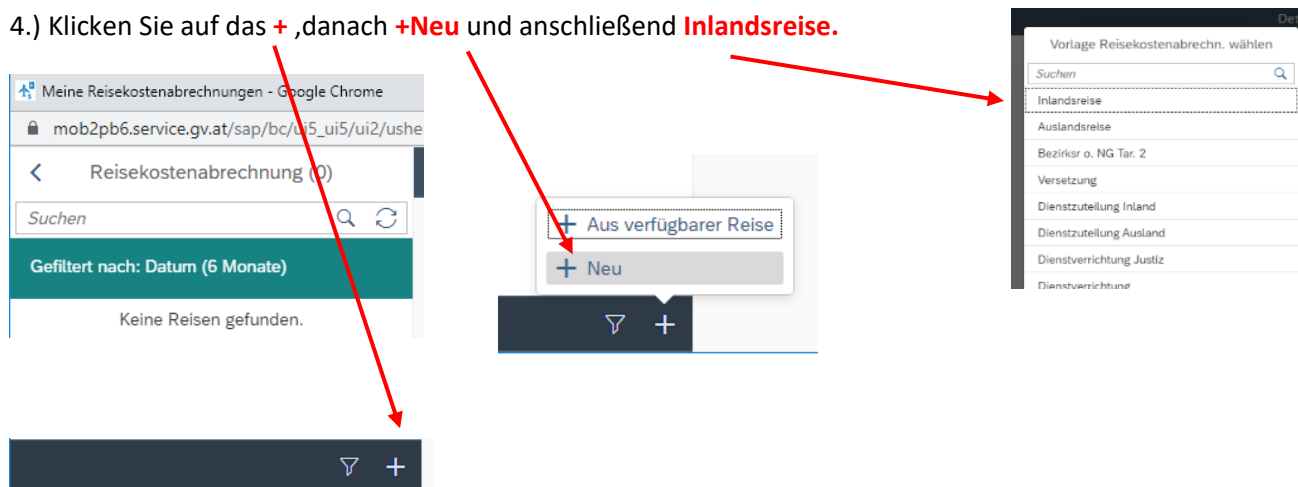 4.) Klicken Sie auf das + ,danach +Neu und anschließend Inlandsreise.
Meine Reisekostenabrechnungen - Google Chrome
mob2pb6.service.gv.at/sap/bc/ui5_ui5/ui2/ushe
Reisekostenabrechnung (0)
Suchen
Gefiltert nach: Datum (6 Monate)
Keine Reisen gefunden.
+ Aus verfügbarer Reise
+ Neu
+
+
Det
Vorlage Reisekostenabrechn. wählen
Suchen
Inlandsreise
Auslandsreise
Bezirksr o. NG Tar. 2
Versetzung
Dienstzuteilung Inland
Dienstzuteilung Ausland
Dienstverrichtung Justiz
Dienstverrichtung